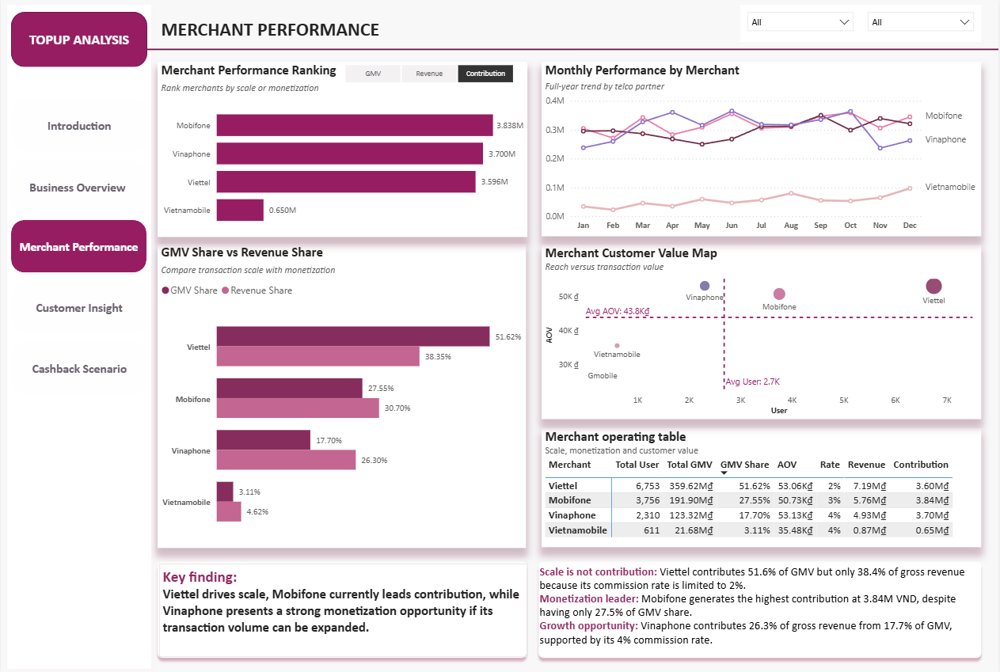 TOPUP ANALYSIS
MERCHANT PERFORMANCE
All
All
Introduction
Business Overview
Merchant Performance
Customer Insight
Cashback Scenario
Merchant Performance Ranking
GMV
Revenue
Contribution
Rank merchants by scale or monetization
Mobifone 3.838M
Vinaphone 3.700M
Viettel 3.596M
Vietnamobile 0.650M
Monthly Performance by Merchant
Full-year trend by telco partner
0.4M
0.3M
0.2M
0.1M
0.0M
Mobifone
Vinaphone
Vietnamobile
Jan Feb Mar Apr May Jun Jul Aug Sep Oct Nov Dec
GMV Share vs Revenue Share
Compare transaction scale with monetization
GMV Share Revenue Share
Viettel
51.62%
38.35%
Mobifone
27.55%
30.70%
Vinaphone
17.70%
26.30%
Vietnamobile
3.11%
4.62%
Merchant Customer Value Map
Reach versus transaction value
AOV
50K ₫
40K ₫
30K ₫
Avg AOV: 43.8K₫
Vinaphone
Mobifone
Viettel
Vietnamobile
Gmobile
Avg User: 2.7K
1K 2K 3K 4K 5K 6K 7K
User
Merchant operating table
Scale, monetization and customer value
Merchant Total User Total GMV GMV Share AOV Rate Revenue Contribution
Viettel 6,753 359.62M₫ 51.62% 53.06K₫ 2% 7.19M₫ 3.60M₫
Mobifone 3,756 191.90M₫ 27.55% 50.73K₫ 3% 5.76M₫ 3.84M₫
Vinaphone 2,310 123.32M₫ 17.70% 53.13K₫ 4% 4.93M₫ 3.70M₫
Vietnamobile 611 21.68M₫ 3.11% 35.48K₫ 4% 0.87M₫ 0.65M₫
Key finding:
Viettel drives scale, Mobifone currently leads contribution, while
Vinaphone presents a strong monetization opportunity if its
transaction volume can be expanded.
Scale is not contribution: Viettel contributes 51.6% of GMV but only 38.4% of gross revenue
because its commission rate is limited to 2%.
Monetization leader: Mobifone generates the highest contribution at 3.84M VND, despite
having only 27.5% of GMV share.
Growth opportunity: Vinaphone contributes 26.3% of gross revenue from 17.7% of GMV,
supported by its 4% commission rate.